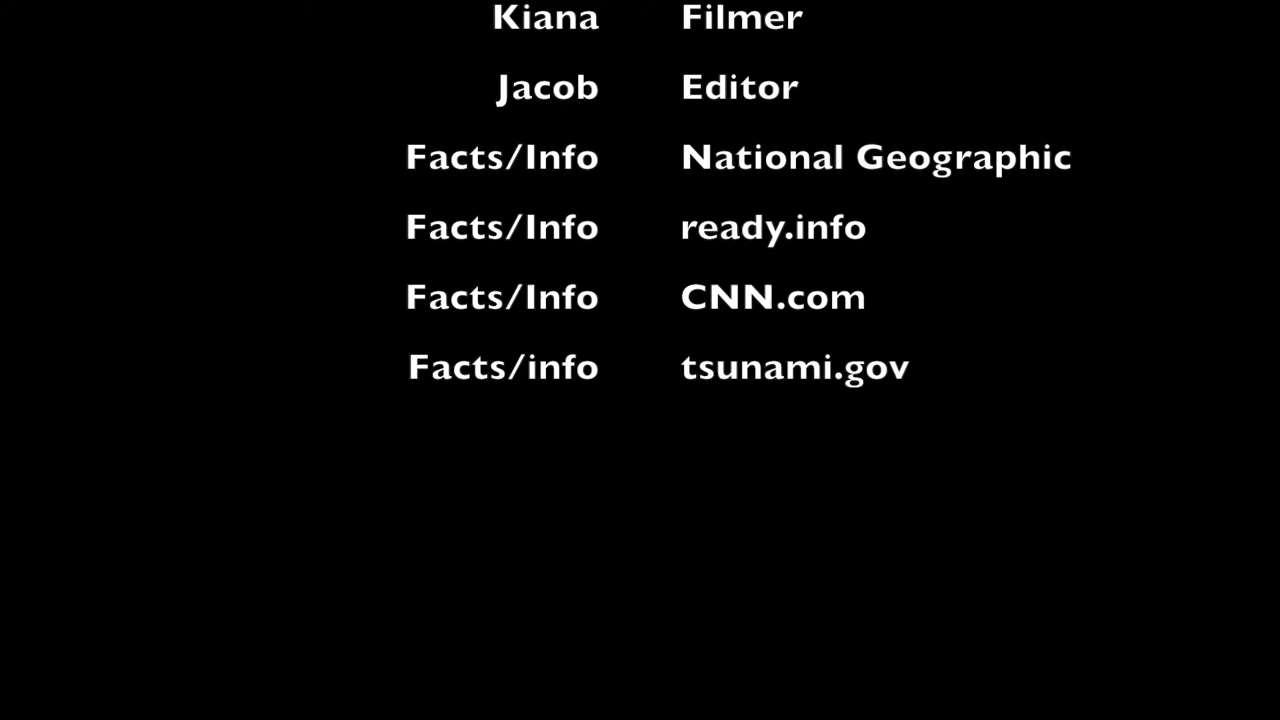 Kiana Filmer
Jacob Editor
Facts/Info National Geographic
Facts/Info ready.info
Facts/Info CNN.com
Facts/info tsunami.gov